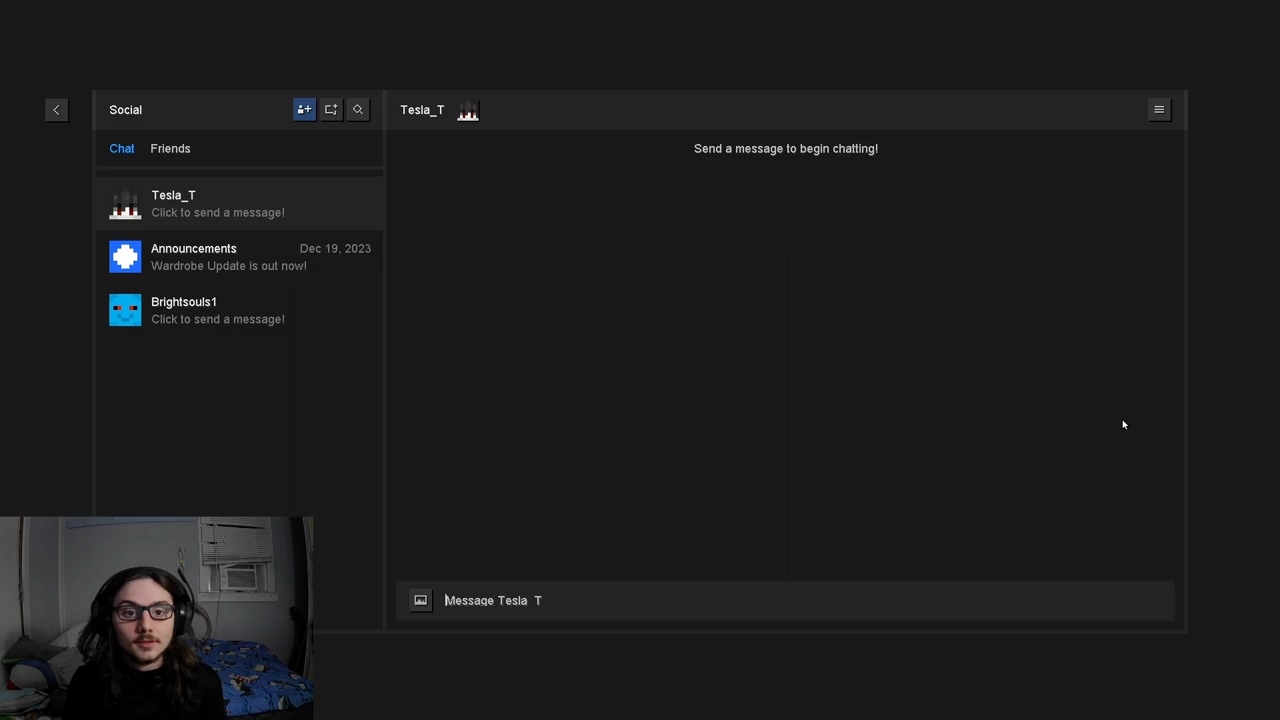 Social
Chat
Friends
Tesla_T
Click to send a message!
Announcements
Dec 19, 2023
Wardrobe Update is out now!
Brightsouls1
Click to send a message!
Tesla_T
Send a message to begin chatting!
Message Tesla_T